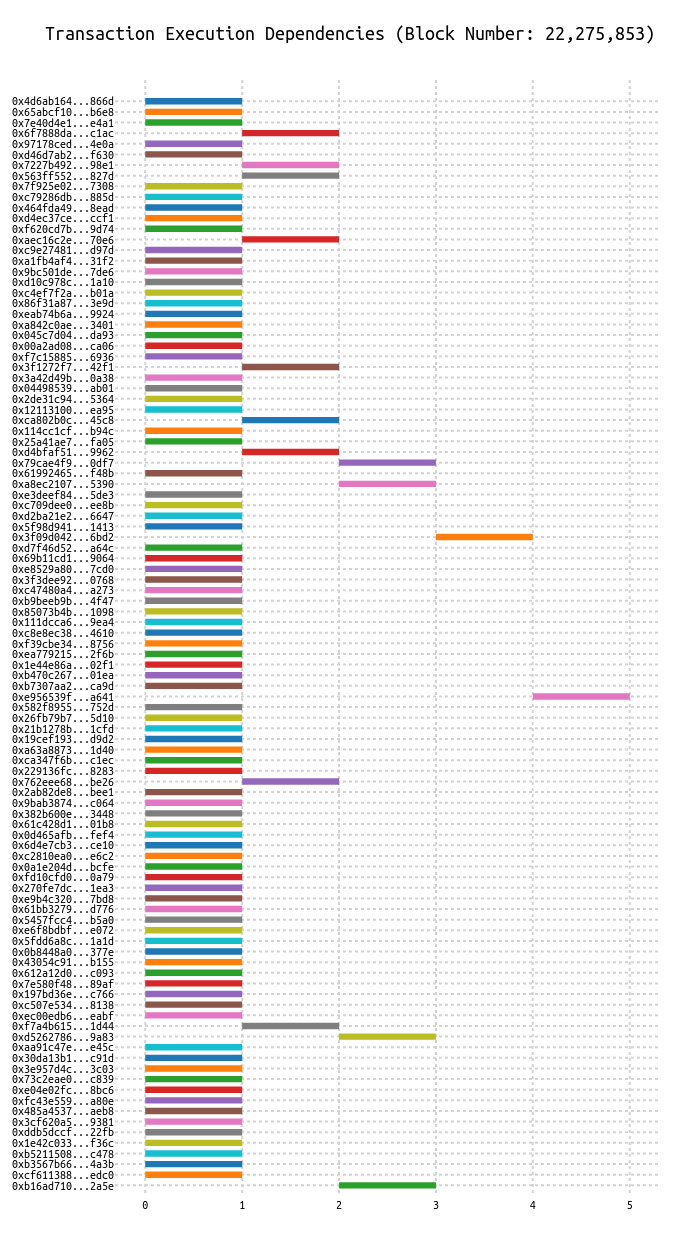 Transaction Execution Dependencies (Block Number: 22,275,853)
0x4d6ab164...866d
0x65abcf10...b6e8
0x7e40d4e1...e4a1
0x6f7888da...c1ac
0x97178ced...4e0a
0xd46d7ab2...f630
0x7227b492...98e1
0x563ff552...827d
0x7f925e02...7308
0xc79286db...885d
0x464fda49...8ead
0xd4ec37ce...ccf1
0xf620cd7b...9d74
0xaec16c2e...70e6
0xc9e27481...d97d
0xa1fb4af4...31f2
0x9bc501de...7de6
0xd10c978c...1a10
0xc4ef7f2a...b01a
0x86f31a87...3e9d
0xeab74b6a...9924
0xa842c0ae...3401
0x045c7d04...da93
0x00a2ad08...ca06
0xf7c15885...6936
0x3f1272f7...42f1
0x3a42d49b...0a38
0x04498539...ab01
0x2de31c94...5364
0x12113100...ea95
0xca802b0c...45c8
0x114cc1cf...b94c
0x25a41ae7...fa05
0xd4bfaf51...9962
0x79cae4f9...0df7
0x61992465...f48b
0xa8ec2107...5390
0xe3deef84...5de3
0xc709dee0...ee8b
0xd2ba21e2...6647
0x5f98d941...1413
0x3f09d042...6bd2
0xd7f46d52...a64c
0x69b11cd1...9064
0xe8529a80...7cd0
0x3f3dee92...0768
0xc47480a4...a273
0xb9beeb9b...4f47
0x85073b4b...1098
0x111dcca6...9ea4
0xc8e8ec38...4610
0xf39cbe34...8756
0xea779215...2f6b
0x1e44e86a...02f1
0xb470c267...01ea
0xb7307aa2...ca9d
0xe956539f...a641
0x582f8955...752d
0x26fb79b7...5d10
0x21b1278b...1cfd
0x19cef193...d9d2
0xa63a8873...1d40
0xca347f6b...c1ec
0x229136fc...8283
0x762eee68...be26
0x2ab82de8...bee1
0x9bab3874...c064
0x382b600e...3448
0x61c428d1...01b8
0x0d465afb...fef4
0x6d4e7cb3...ce10
0xc2810ea0...e6c2
0x0a1e204d...bcfe
0xfd10cfd0...0a79
0x270fe7dc...1ea3
0xe9b4c320...7bd8
0x61bb3279...d776
0x5457fcc4...b5a0
0xe6f8bdbf...e072
0x5fdd6a8c...1a1d
0x0b8448a0...377e
0x43054c91...b155
0x612a12d0...c093
0x7e580f48...89af
0x197bd36e...c766
0xc507e534...8138
0xec00edb6...eabf
0xf7a4b615...1d44
0xd5262786...9a83
0xaa91c47e...e45c
0x30da13b1...c91d
0x3e957d4c...3c03
0x73c2eae0...c839
0xe04e02fc...8bc6
0xfc43e559...a80e
0x485a4537...aeb8
0x3cf620a5...9381
0xddb5dccf...22fb
0x1e42c033...f36c
0xb5211508...c478
0xb3567b66...4a3b
0xcf611388...edc0
0xb16ad710...2a5e
0 1 2 3 4 5